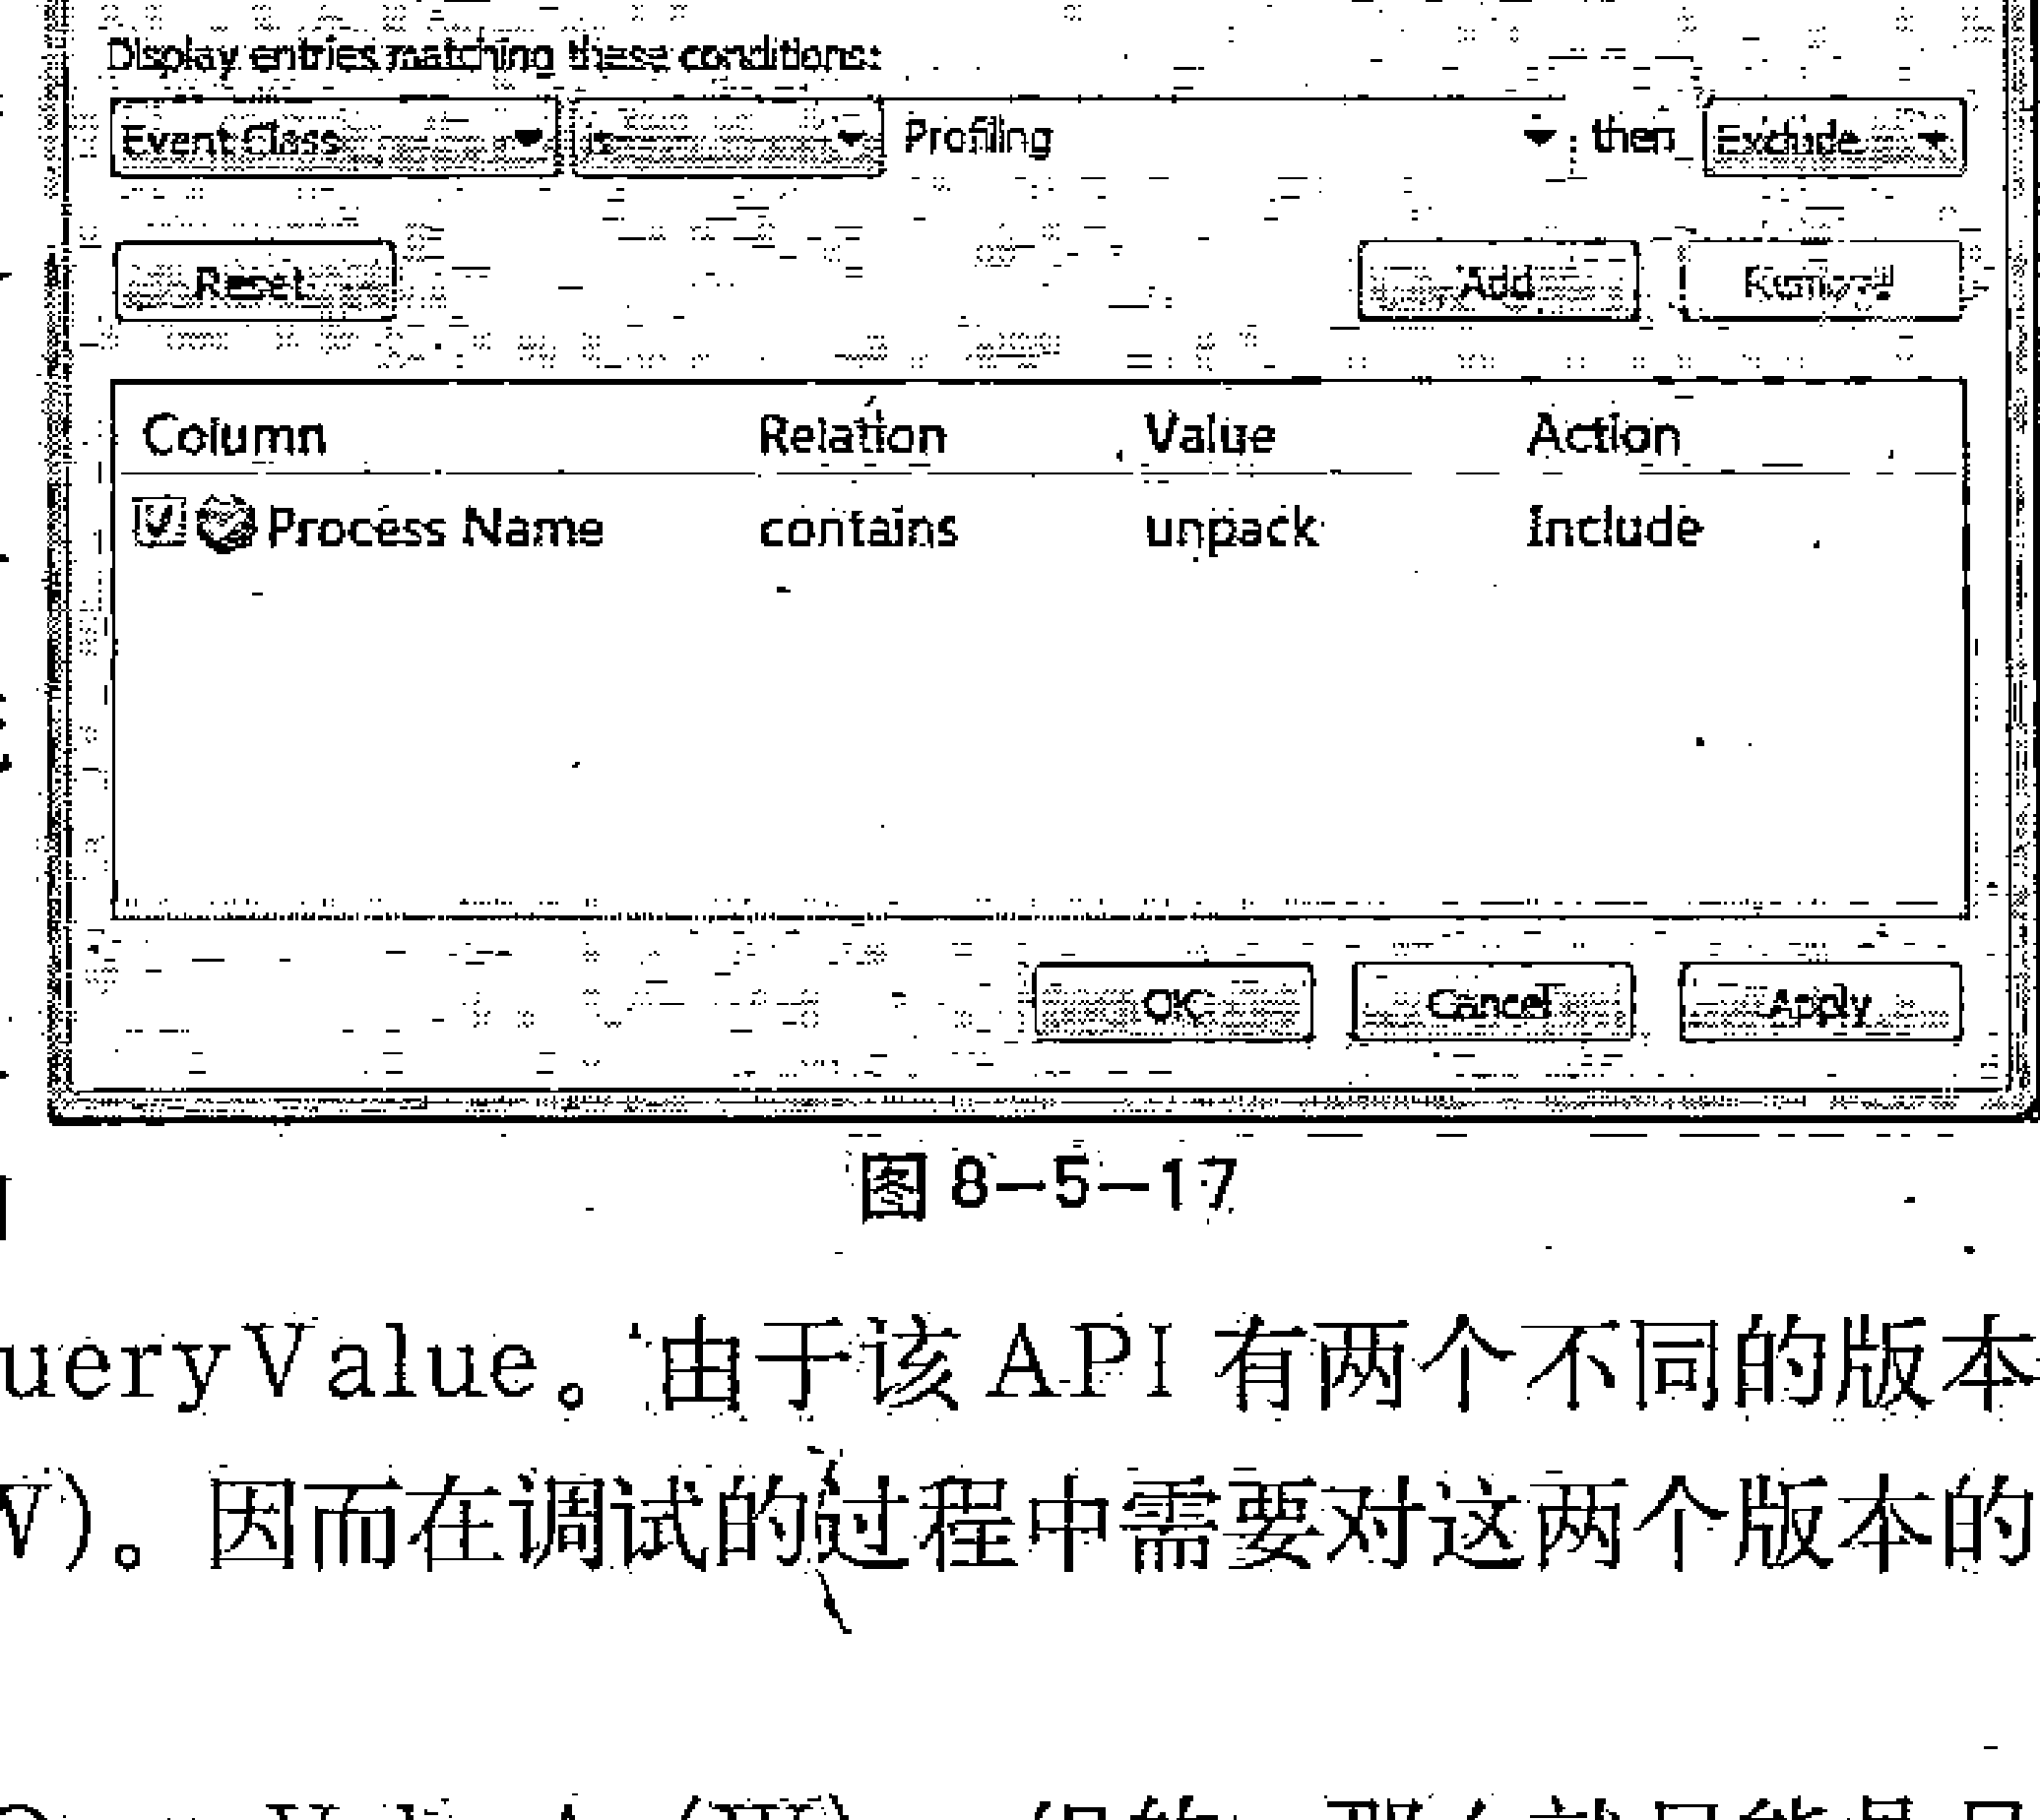 Display entries matching these conditions:
Event Class is Profiling then Exclude
Reset Add Remove
Column Relation Value Action
Process Name contains unpack Include
OK Cancel Apply
图 8-5-17
ueryValue。由于该 API 有两个不同的版本
W)。因而在调试的过程中需要对这两个版本的